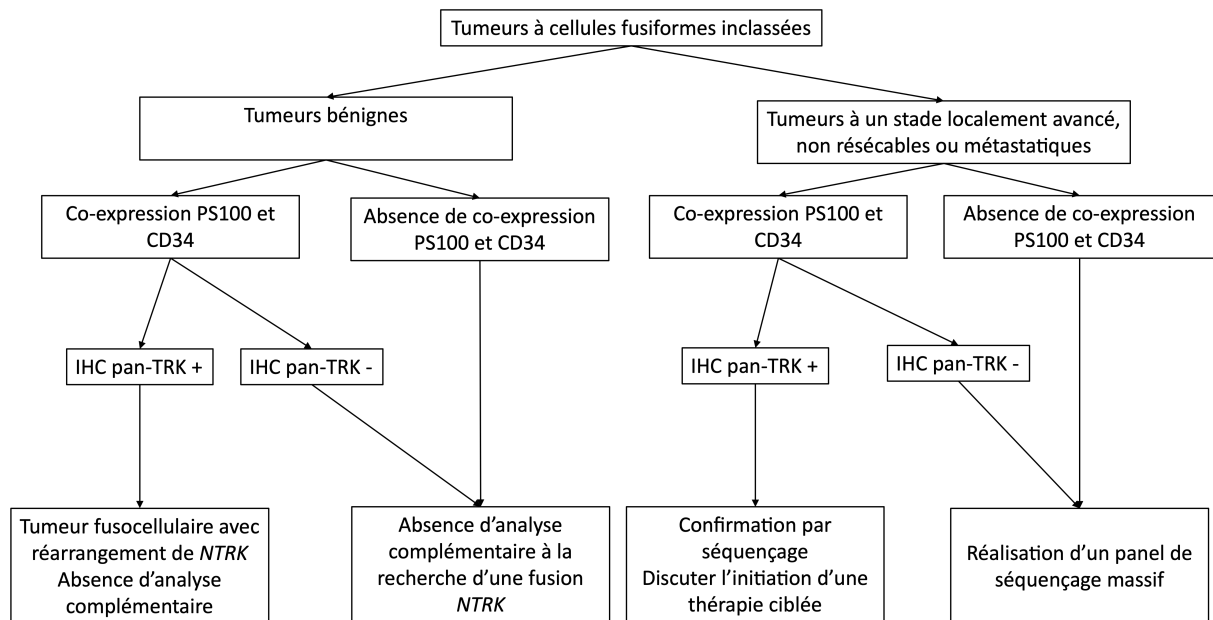 Tumeurs à cellules fusiformes inclassées
Tumeurs bénignes
Tumeurs à un stade localement avancé,
non résécables ou métastatiques
Co-expression PS100 et
CD34
Absence de co-expression
PS100 et CD34
Co-expression PS100 et
CD34
Absence de co-expression
PS100 et CD34
IHC pan-TRK +
IHC pan-TRK -
IHC pan-TRK +
IHC pan-TRK -
Tumeur fusocellulaire avec
réarrangement de NTRK
Absence d’analyse
complémentaire
Absence d’analyse
complémentaire à la
recherche d’une fusion
NTRK
Confirmation par
séquençage
Discuter l’initiation d’une
thérapie ciblée
Réalisation d’un panel de
séquençage massif